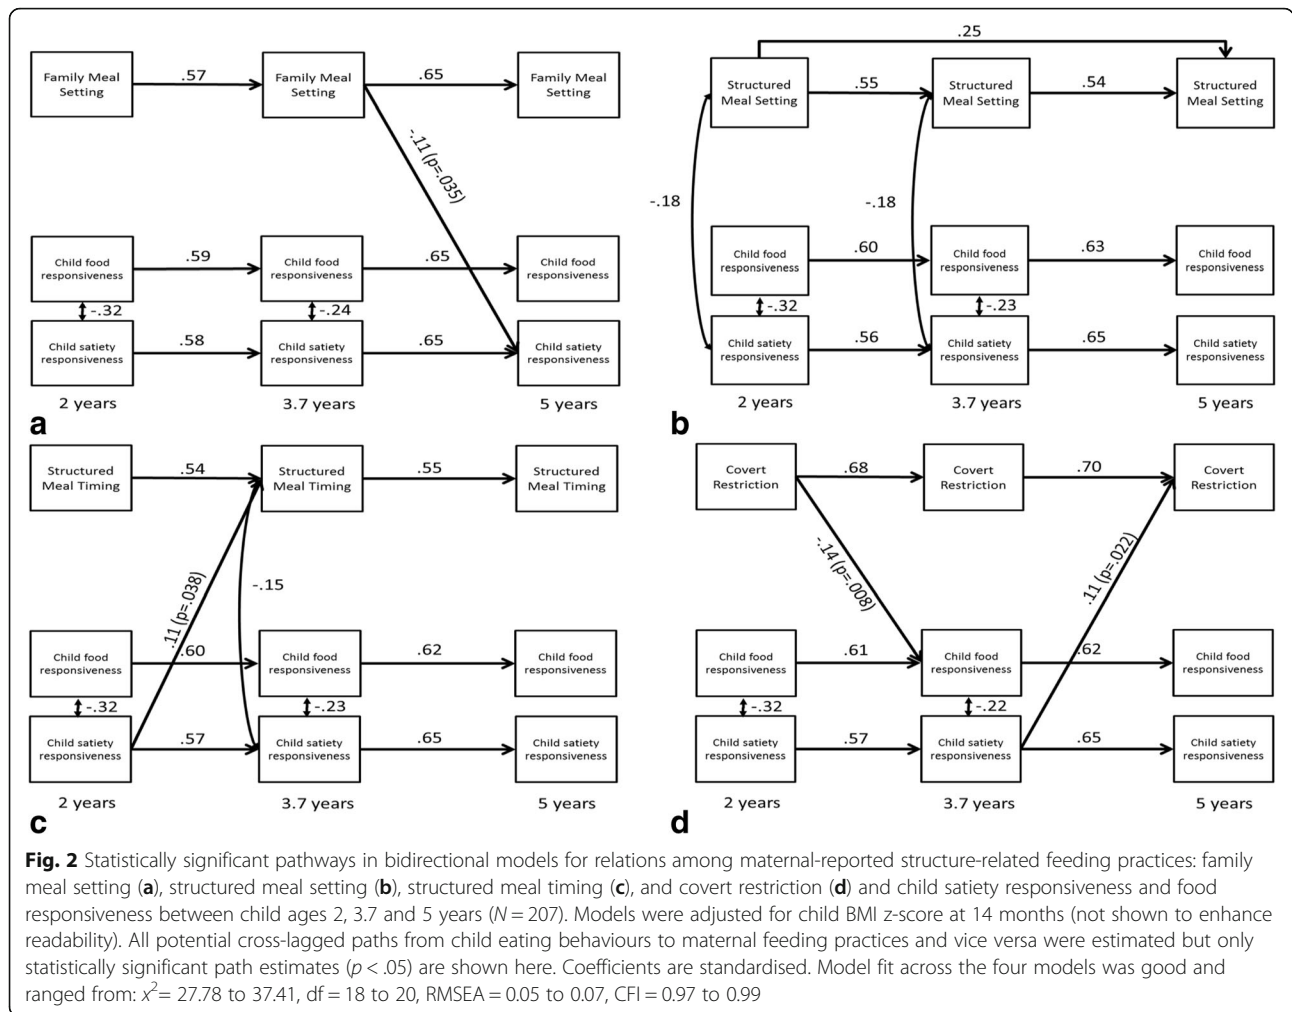 Family Meal
Setting
.57
Family Meal
Setting
.65
Family Meal
Setting
-.11 (p=.035)
Child food
responsiveness
.59
Child food
responsiveness
.65
Child food
responsiveness
-.32
-.24
Child satiety
responsiveness
.58
Child satiety
responsiveness
.65
Child satiety
responsiveness
2 years
3.7 years
5 years
a
.25
Structured
Meal Setting
.55
Structured
Meal Setting
.54
Structured
Meal Setting
-.18
-.18
Child food
responsiveness
.60
Child food
responsiveness
.63
Child food
responsiveness
-.32
-.23
Child satiety
responsiveness
.56
Child satiety
responsiveness
.65
Child satiety
responsiveness
2 years
3.7 years
5 years
b
Structured
Meal Timing
.54
Structured
Meal Timing
.55
Structured
Meal Timing
.11 (p=.038)
-.15
Child food
responsiveness
.60
Child food
responsiveness
.62
Child food
responsiveness
-.32
-.23
Child satiety
responsiveness
.57
Child satiety
responsiveness
.65
Child satiety
responsiveness
2 years
3.7 years
5 years
c
Covert
Restriction
.68
Covert
Restriction
.70
Covert
Restriction
-.14 (p=.008)
.11 (p=.022)
Child food
responsiveness
.61
Child food
responsiveness
.62
Child food
responsiveness
-.32
-.22
Child satiety
responsiveness
.57
Child satiety
responsiveness
.65
Child satiety
responsiveness
2 years
3.7 years
5 years
d
Fig. 2 Statistically significant pathways in bidirectional models for relations among maternal-reported structure-related feeding practices: family
meal setting (a), structured meal setting (b), structured meal timing (c), and covert restriction (d) and child satiety responsiveness and food
responsiveness between child ages 2, 3.7 and 5 years (N = 207). Models were adjusted for child BMI z-score at 14 months (not shown to enhance
readability). All potential cross-lagged paths from child eating behaviours to maternal feeding practices and vice versa were estimated but only
statistically significant path estimates (p < .05) are shown here. Coefficients are standardised. Model fit across the four models was good and
ranged from: x²= 27.78 to 37.41, df = 18 to 20, RMSEA = 0.05 to 0.07, CFI = 0.97 to 0.99